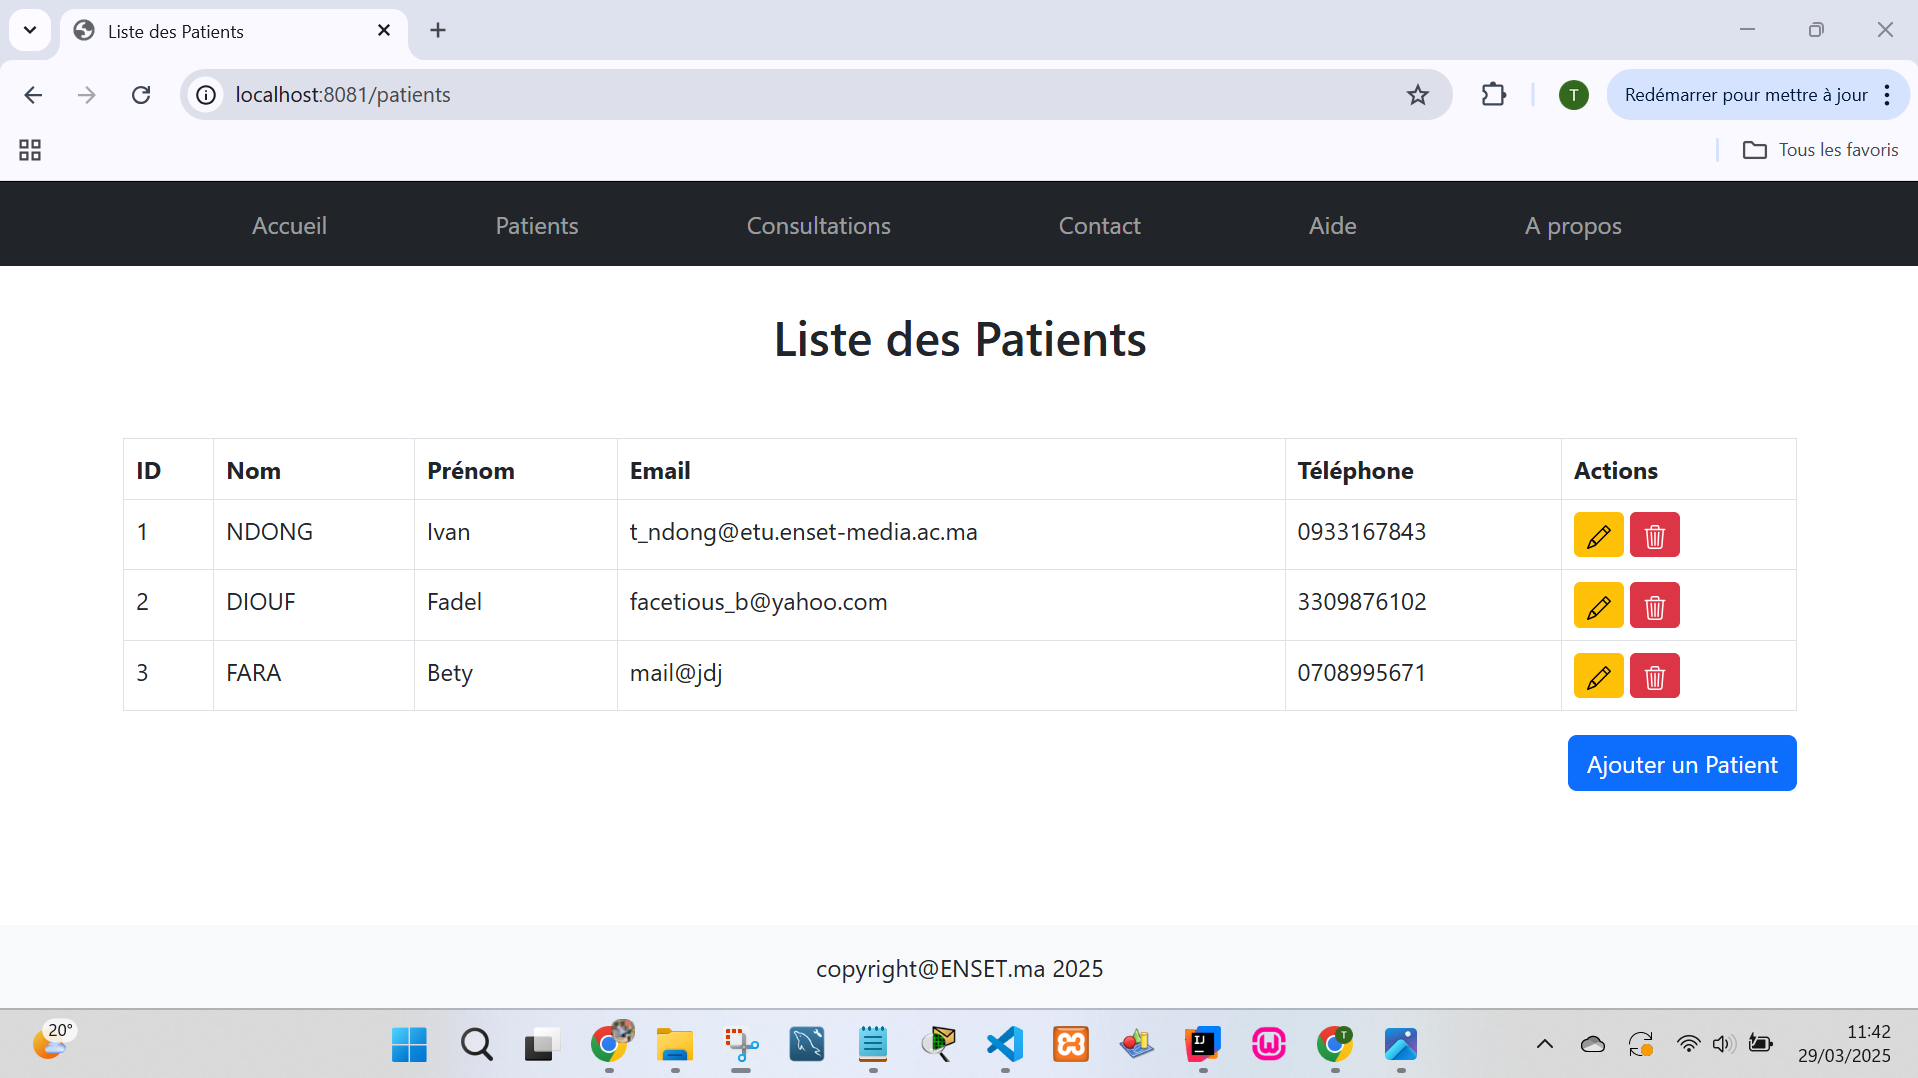 Liste des Patients
localhost:8081/patients
T
Redémarrer pour mettre à jour
Tous les favoris
Accueil Patients Consultations Contact Aide A propos
Liste des Patients
ID Nom Prénom Email Téléphone Actions
1 NDONG Ivan t_ndong@etu.enset-media.ac.ma 0933167843
2 DIOUF Fadel facetious_b@yahoo.com 3309876102
3 FARA Bety mail@jdj 0708995671
Ajouter un Patient
copyright@ENSET.ma 2025
20°
IJ
T
11:42
29/03/2025